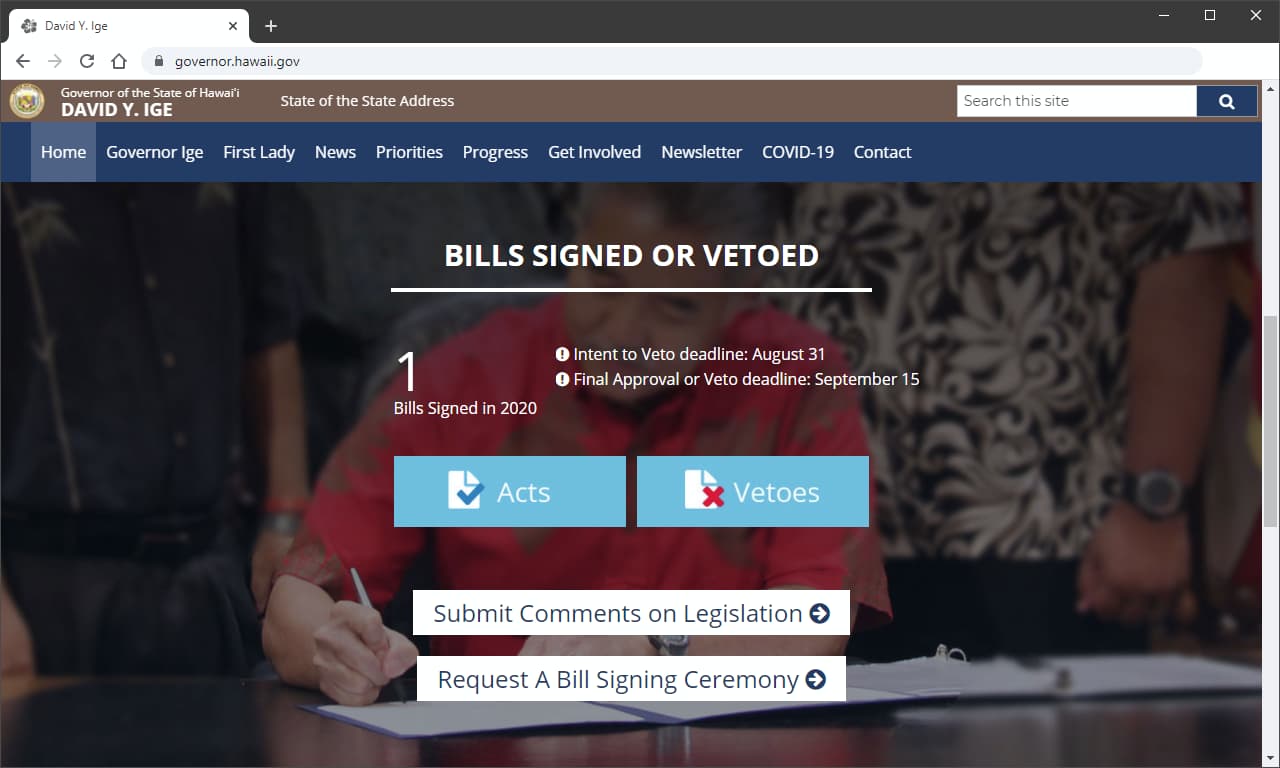 David Y. Ige
governor.hawaii.gov
Governor of the State of Hawai'i
DAVID Y. IGE
State of the State Address
Search this site
Home Governor Ige First Lady News Priorities Progress Get Involved Newsletter COVID-19 Contact
BILLS SIGNED OR VETOED
1
Bills Signed in 2020
Intent to Veto deadline: August 31
Final Approval or Veto deadline: September 15
Acts
Vetoes
Submit Comments on Legislation
Request A Bill Signing Ceremony